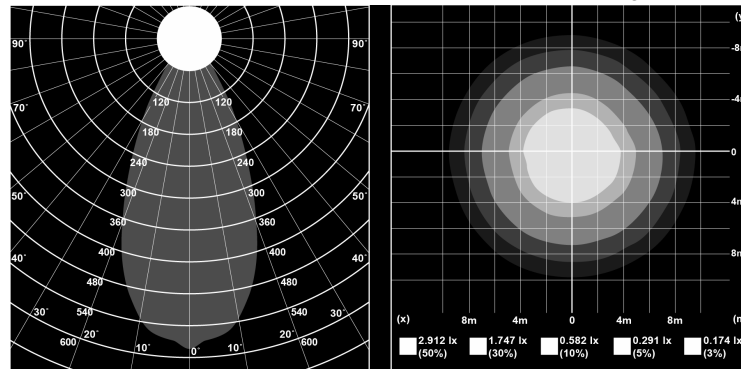 90°
90°
70°
70°
50°
50°
40°
40°
30°
30°
20°
20°
10°
10°
0°
120
120
180
180
240
240
300
300
360
360
400
400
480
480
540
540
600
600
(y
-8m
-4m
0
4m
8m
(x)
8m
4m
0
4m
8m
(m
2.912 lx
(50%)
1.747 lx
(30%)
0.582 lx
(10%)
0.291 lx
(5%)
0.174 lx
(3%)